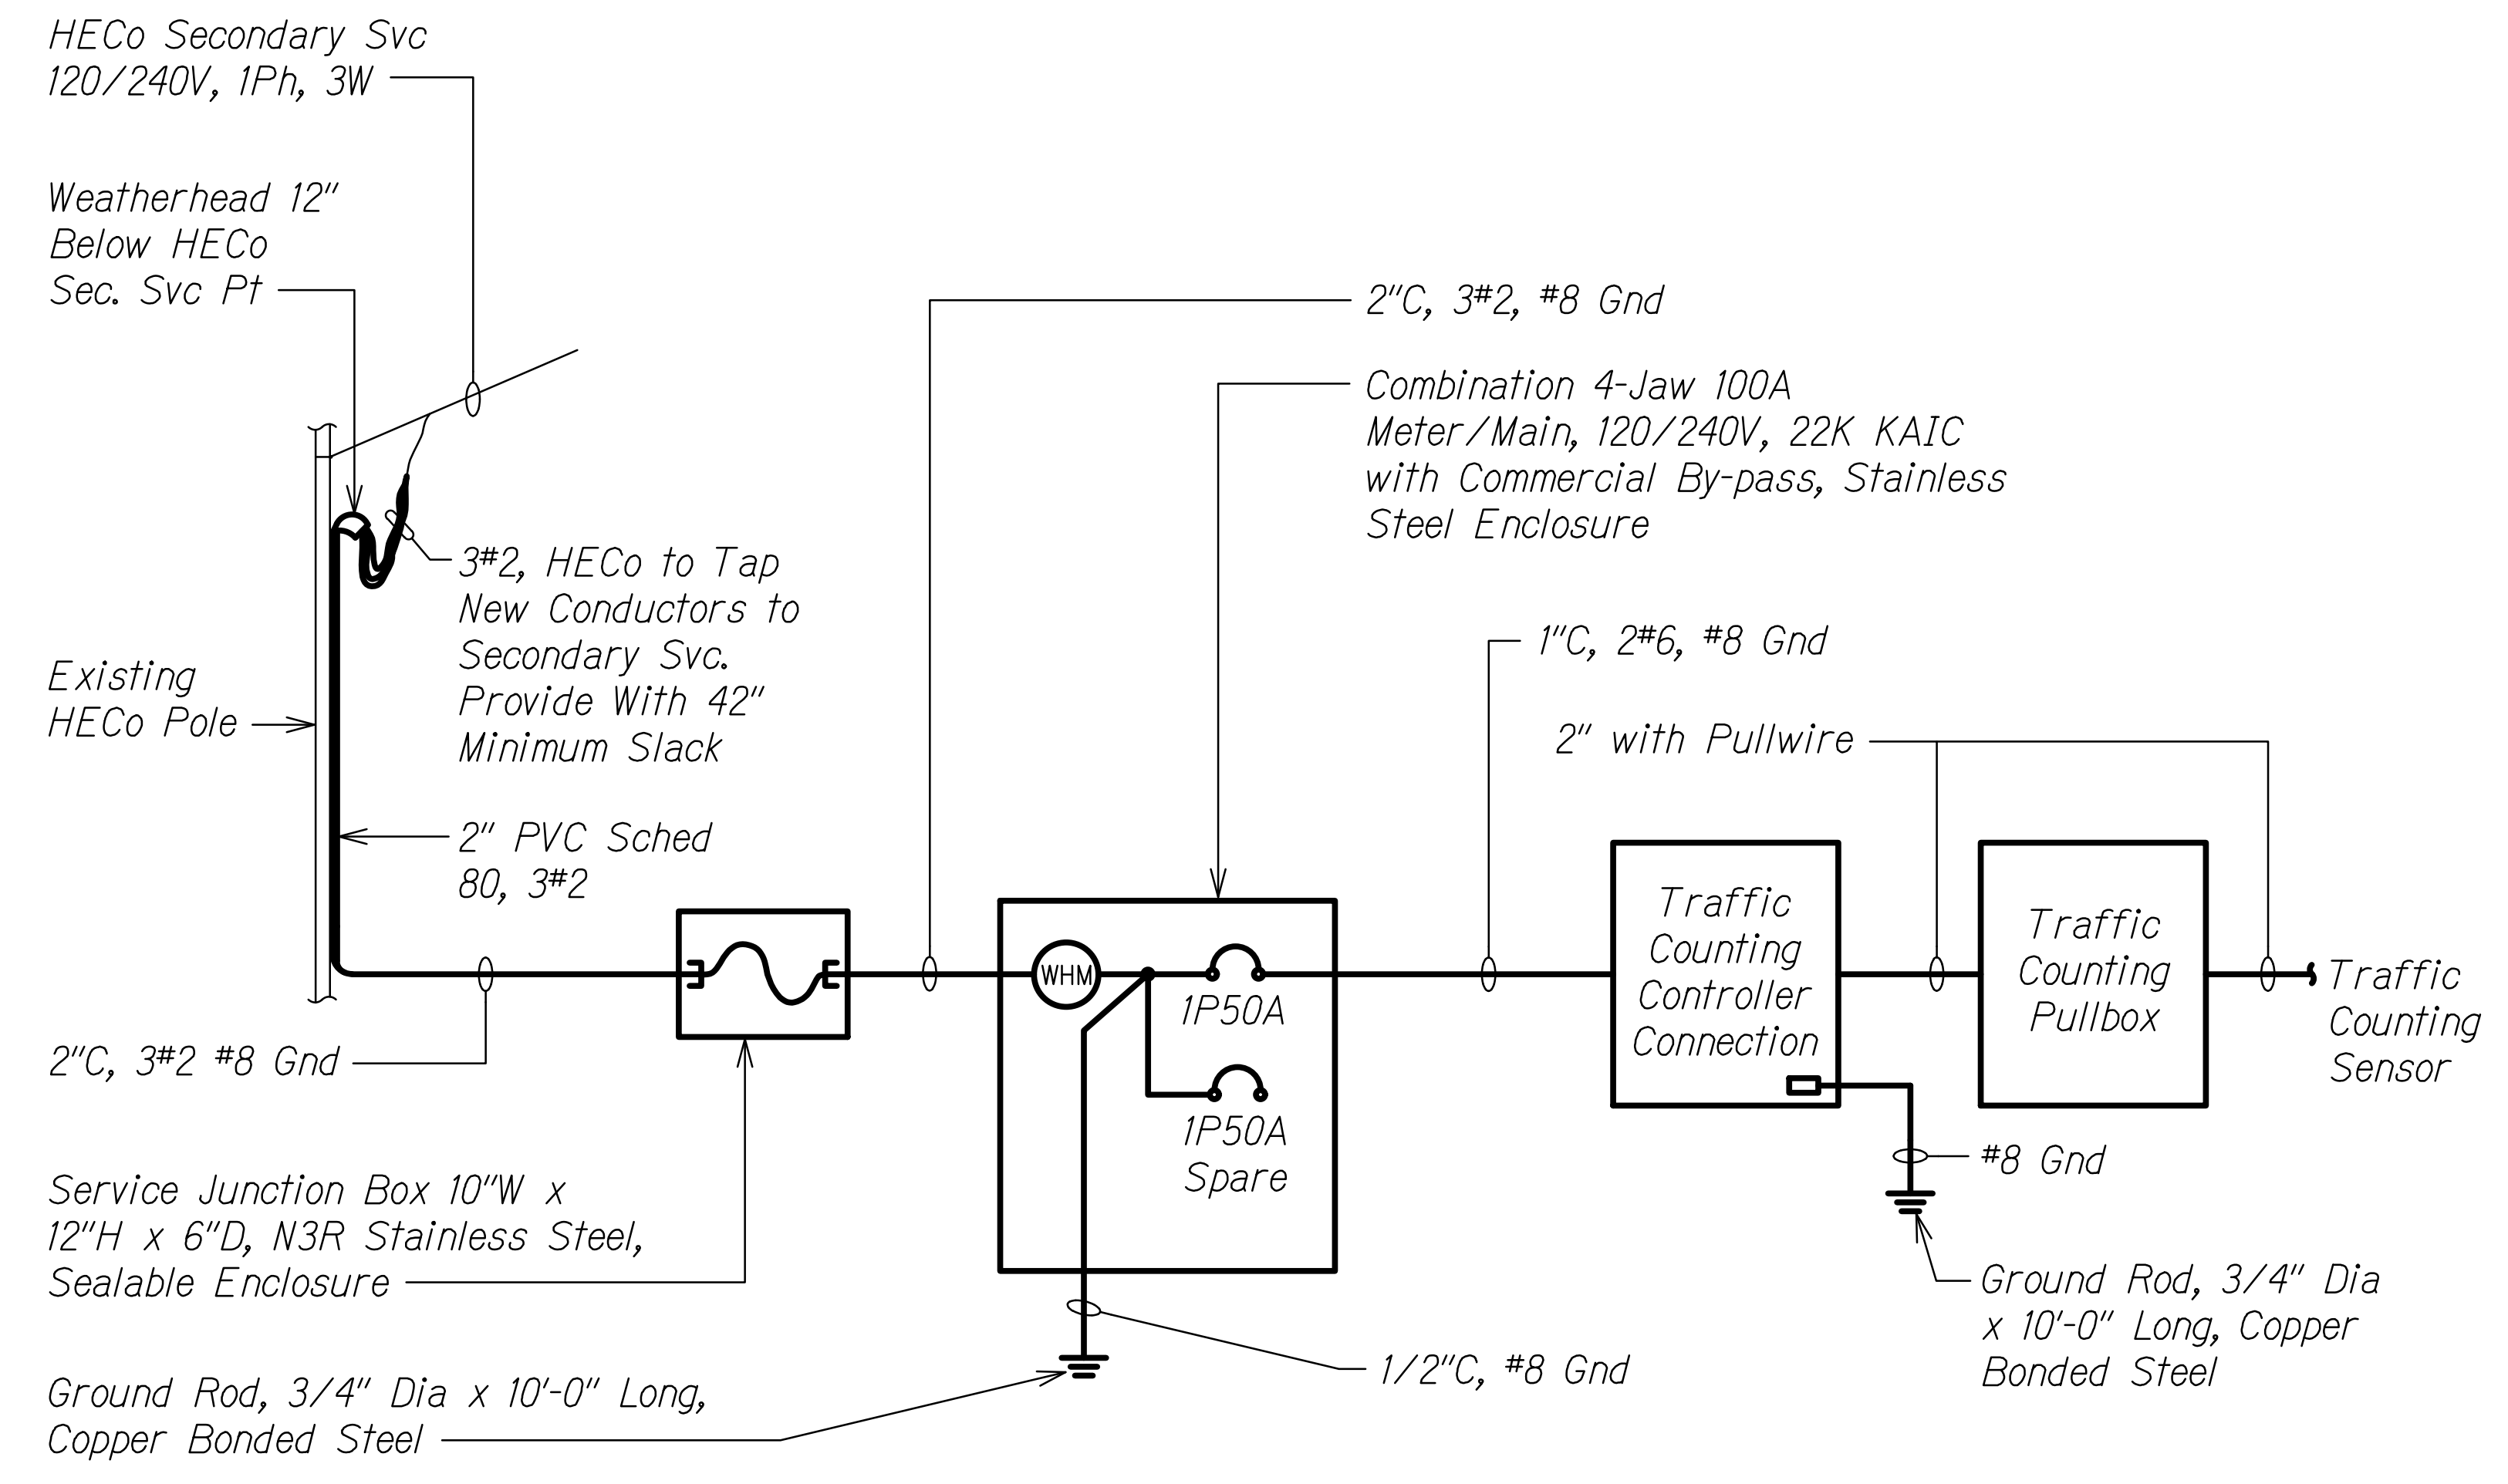 HECo Secondary Svc
120/240V, 1Ph, 3W
Weatherhead 12"
Below HECo
Sec. Svc Pt
2"C, 3#2, #8 Gnd
Combination 4-Jaw 100A
Meter/Main, 120/240V, 22K KAIC
with Commercial By-pass, Stainless
Steel Enclosure
3#2, HECo to Tap
New Conductors to
Secondary Svc.
Provide With 42"
Minimum Slack
1"C, 2#6, #8 Gnd
Existing
HECo Pole
2" with Pullwire
2" PVC Sched
80, 3#2
Traffic
Counting
Controller
Connection
Traffic
Counting
Pullbox
Traffic
Counting
Sensor
WHM
1P50A
2"C, 3#2 #8 Gnd
1P50A
Spare
#8 Gnd
Service Junction Box 10"W x
12"H x 6"D, N3R Stainless Steel,
Sealable Enclosure
Ground Rod, 3/4" Dia
x 10'-0" Long, Copper
Bonded Steel
1/2"C, #8 Gnd
Ground Rod, 3/4" Dia x 10'-0" Long,
Copper Bonded Steel